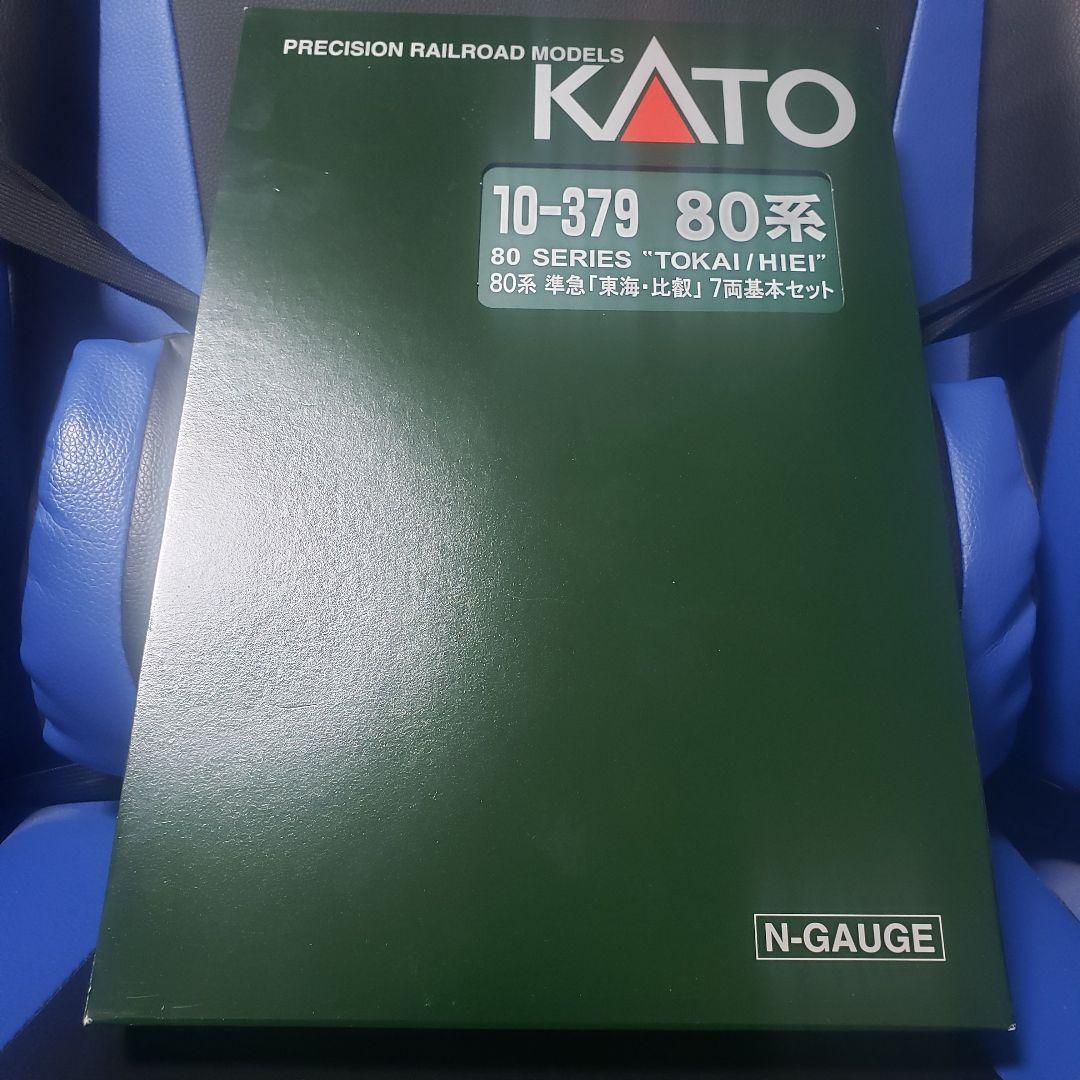 PRECISION RAILROAD MODELS
KATO
10-379 80系
80 SERIES "TOKAI/HIEI"
80系 準急「東海・比叡」 7両基本セット
N-GAUGE